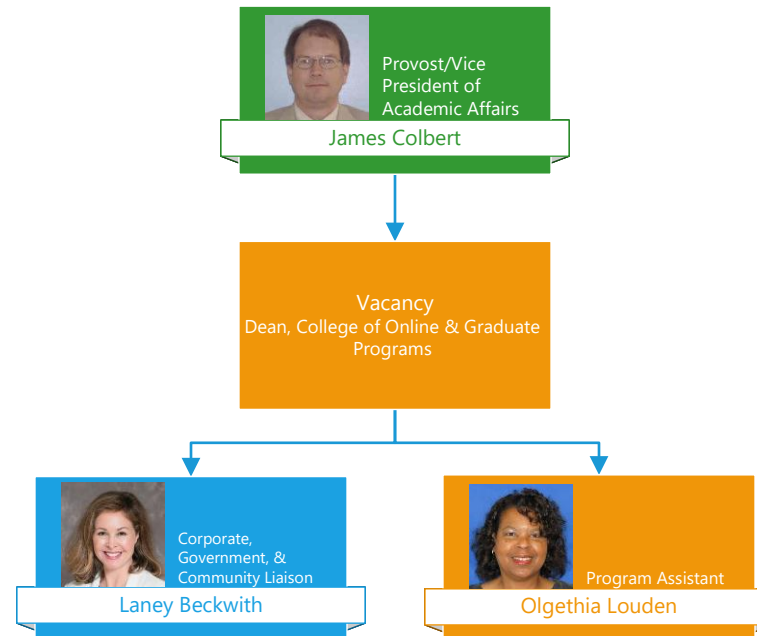 Provost/Vice
President of
Academic Affairs
James Colbert
Vacancy
Dean, College of Online & Graduate
Programs
Corporate,
Government, &
Community Liaison
Laney Beckwith
Program Assistant
Olgethia Louden